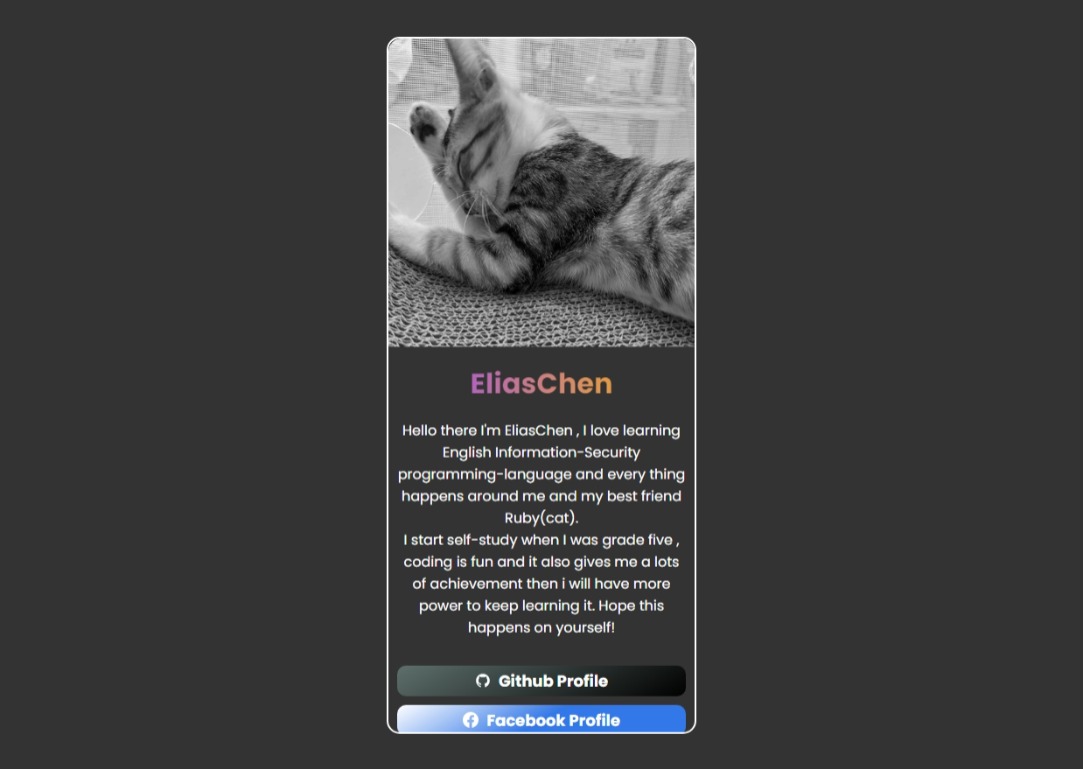 EliasChen
Hello there I'm EliasChen , I love learning
English Information-Security
programming-language and every thing
happens around me and my best friend
Ruby(cat).
I start self-study when I was grade five ,
coding is fun and it also gives me a lots
of achievement then i will have more
power to keep learning it. Hope this
happens on yourself!
Github Profile
Facebook Profile